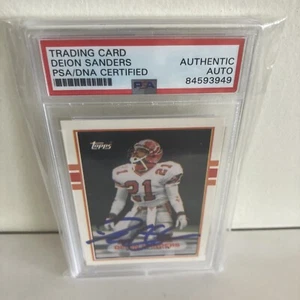 TRADING CARD
DEION SANDERS
PSA/DNA CERTIFIED
AUTHENTIC
AUTO
84593949
PSA
Topps
21